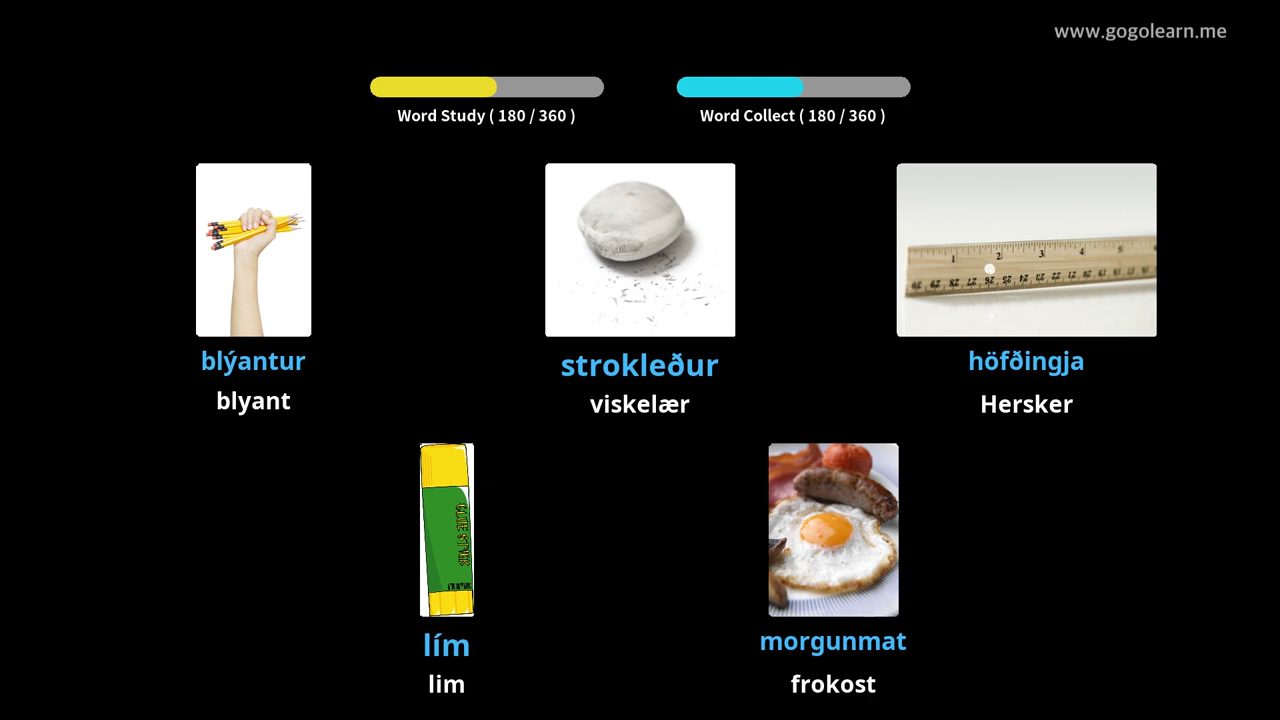 www.gogolearn.me
Word Study ( 180 / 360 )
Word Collect ( 180 / 360 )
blýantur
blyant
strokleður
viskelær
höfðingja
Hersker
lím
lim
morgunmat
frokost